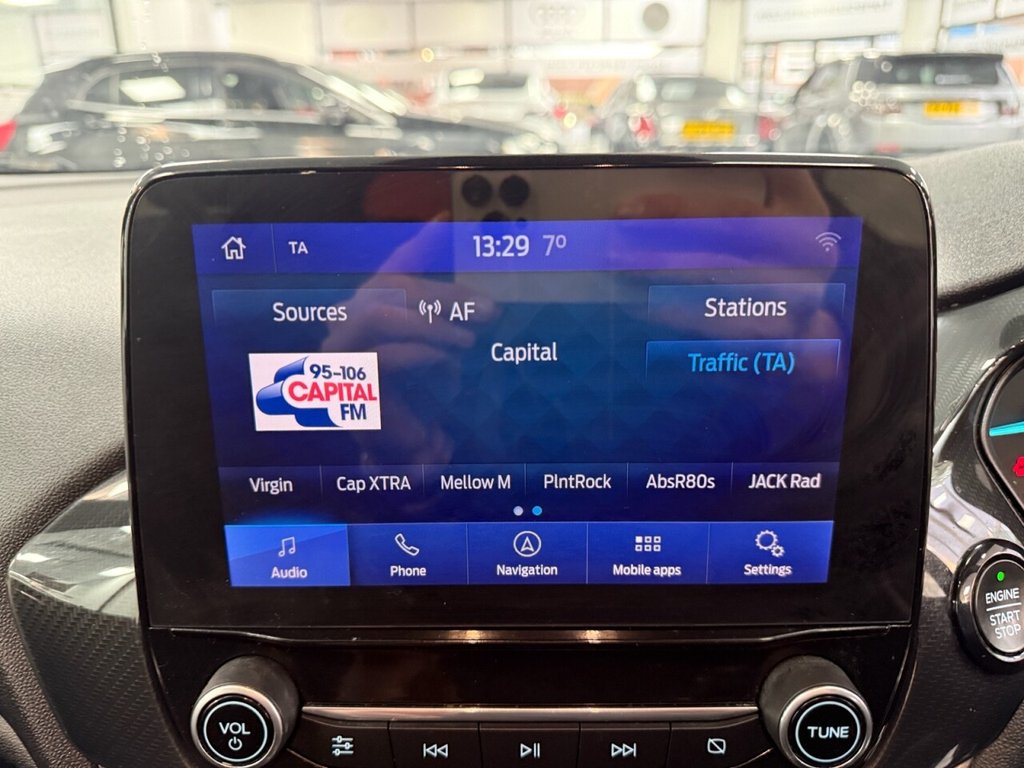 TA
13:29 7º
Sources
AF
Stations
Capital
Traffic (TA)
95-106
CAPITAL
FM
Virgin
Cap XTRA
Mellow M
PlntRock
AbsR80s
JACK Rad
Audio
Phone
Navigation
Mobile apps
Settings
ENGINE
START
STOP
VOL
TUNE